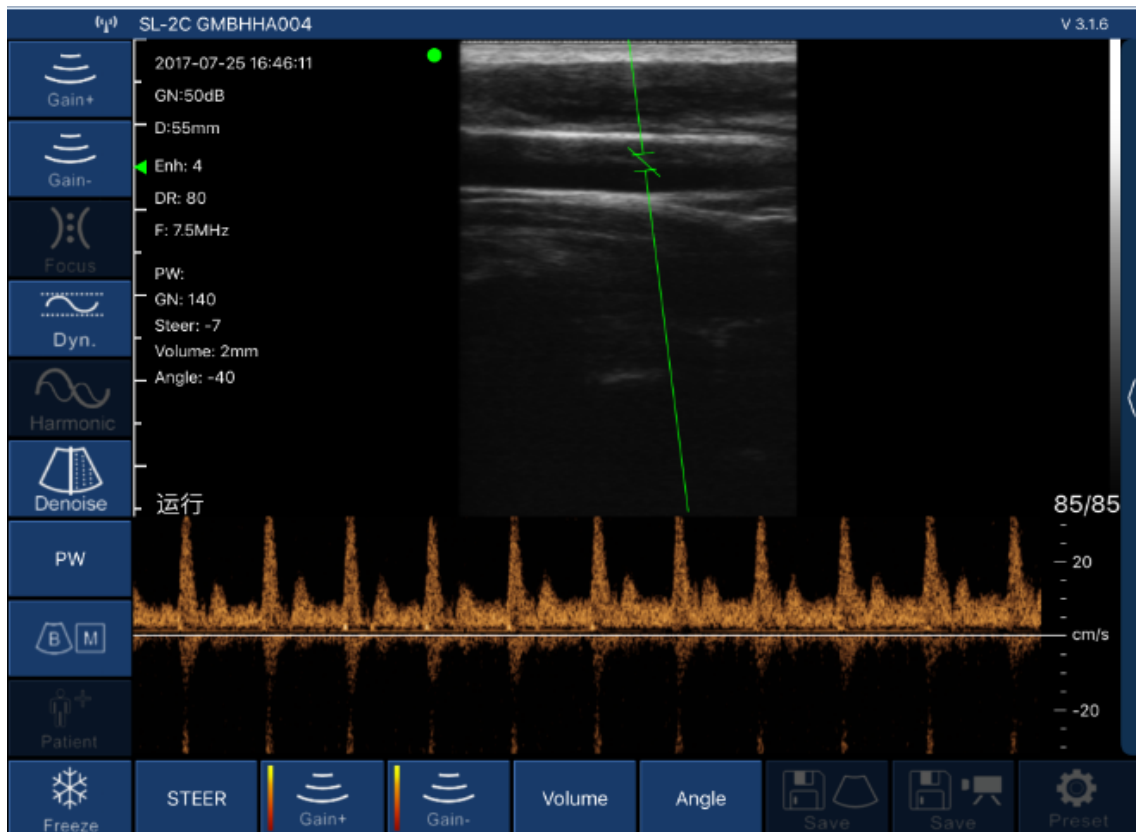 SL-2C GMBHHA004
V 3.1.6
Gain+
Gain-
Focus
Dyn.
Harmonic
Denoise
PW
B M
Patient
Freeze
2017-07-25 16:46:11
GN:50dB
D:55mm
Enh: 4
DR: 80
F: 7.5MHz
PW:
GN: 140
Steer: -7
Volume: 2mm
Angle: -40
运行
85/85
20
cm/s
-20
STEER
Gain+
Gain-
Volume
Angle
Save
Save
Preset